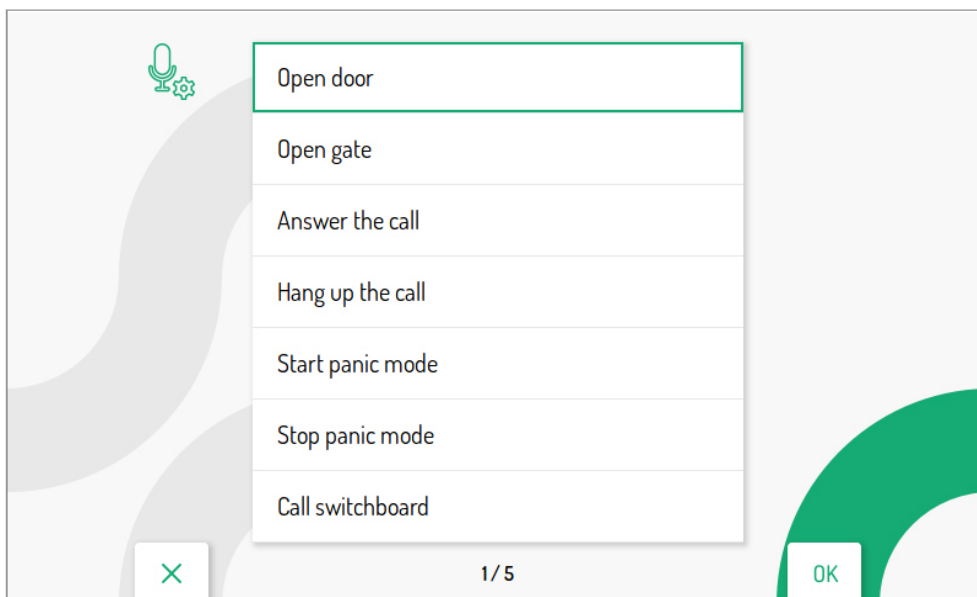 Open door
Open gate
Answer the call
Hang up the call
Start panic mode
Stop panic mode
Call switchboard
1 / 5
OK